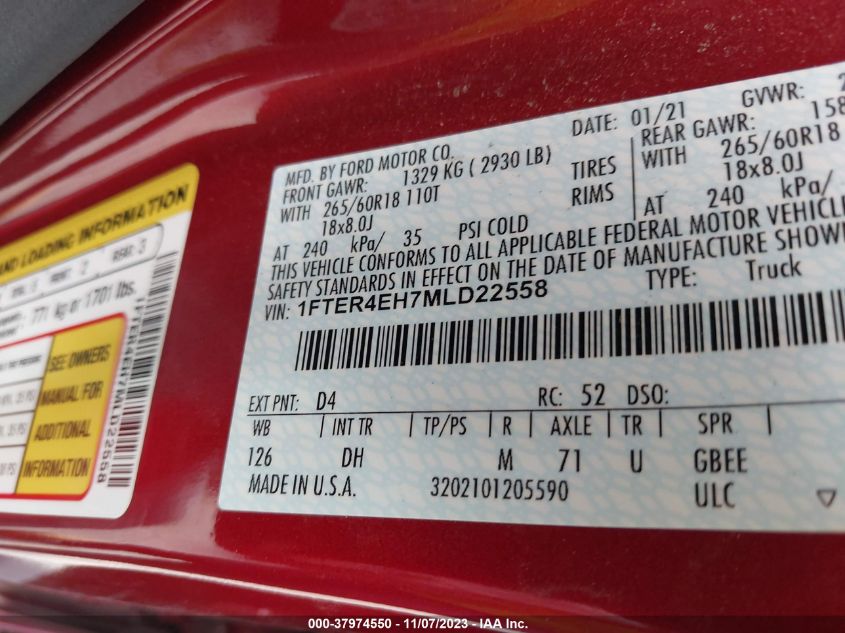 AND LOADING INFORMATION
771 kg or 1701 lbs.
SEE OWNERS
MANUAL FOR
ADDITIONAL
INFORMATION
1FTER4EH7MLD22558
MFD. BY FORD MOTOR CO.
DATE: 01/21
GVWR:
FRONT GAWR: 1329 KG ( 2930 LB)
REAR GAWR: 158
WITH 265/60R18 110T
TIRES
WITH 265/60R18
18x8.0J
RIMS
18x8.0J
AT 240 kPa/ 35 PSI COLD
AT 240 kPa/
THIS VEHICLE CONFORMS TO ALL APPLICABLE FEDERAL MOTOR VEHICLE
SAFETY STANDARDS IN EFFECT ON THE DATE OF MANUFACTURE SHOW
VIN: 1FTER4EH7MLD22558
TYPE: Truck
EXT PNT: D4
RC: 52 DSO:
WB | INT TR | TP/PS | R | AXLE | TR | SPR
126 DH M 71 U GBEE
MADE IN U.S.A.
3202101205590
ULC
000-37974550 — 11/07/2023 — IAA Inc.